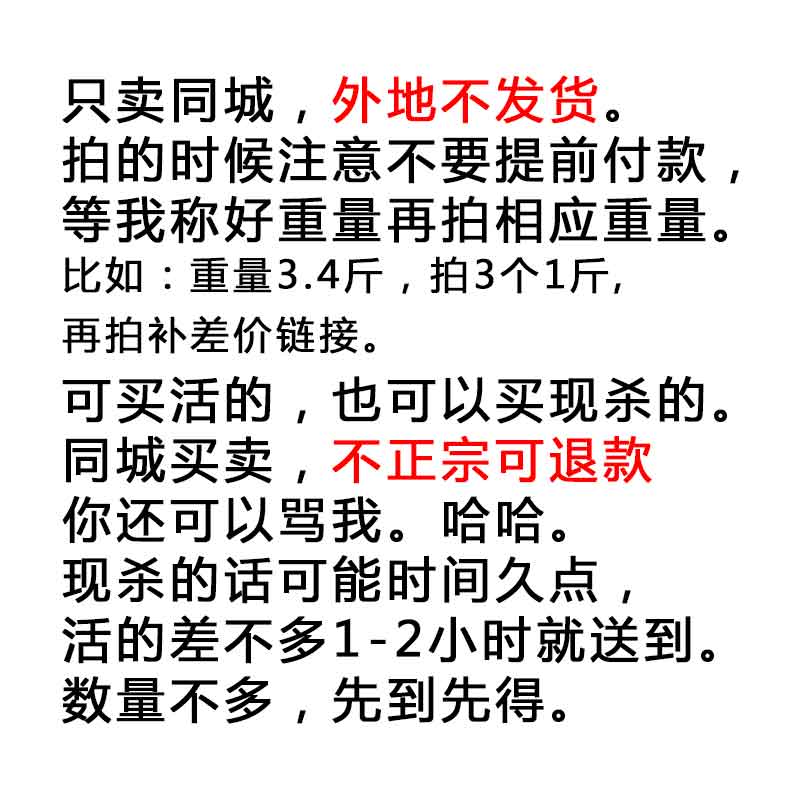 只卖同城，外地不发货。
拍的时候注意不要提前付款，
等我称好重量再拍相应重量。
比如：重量3.4斤，拍3个1斤,
再拍补差价链接。
可买活的，也可以买现杀的。
同城买卖，不正宗可退款
你还可以骂我。哈哈。
现杀的话可能时间久点，
活的差不多1-2小时就送到。
数量不多，先到先得。